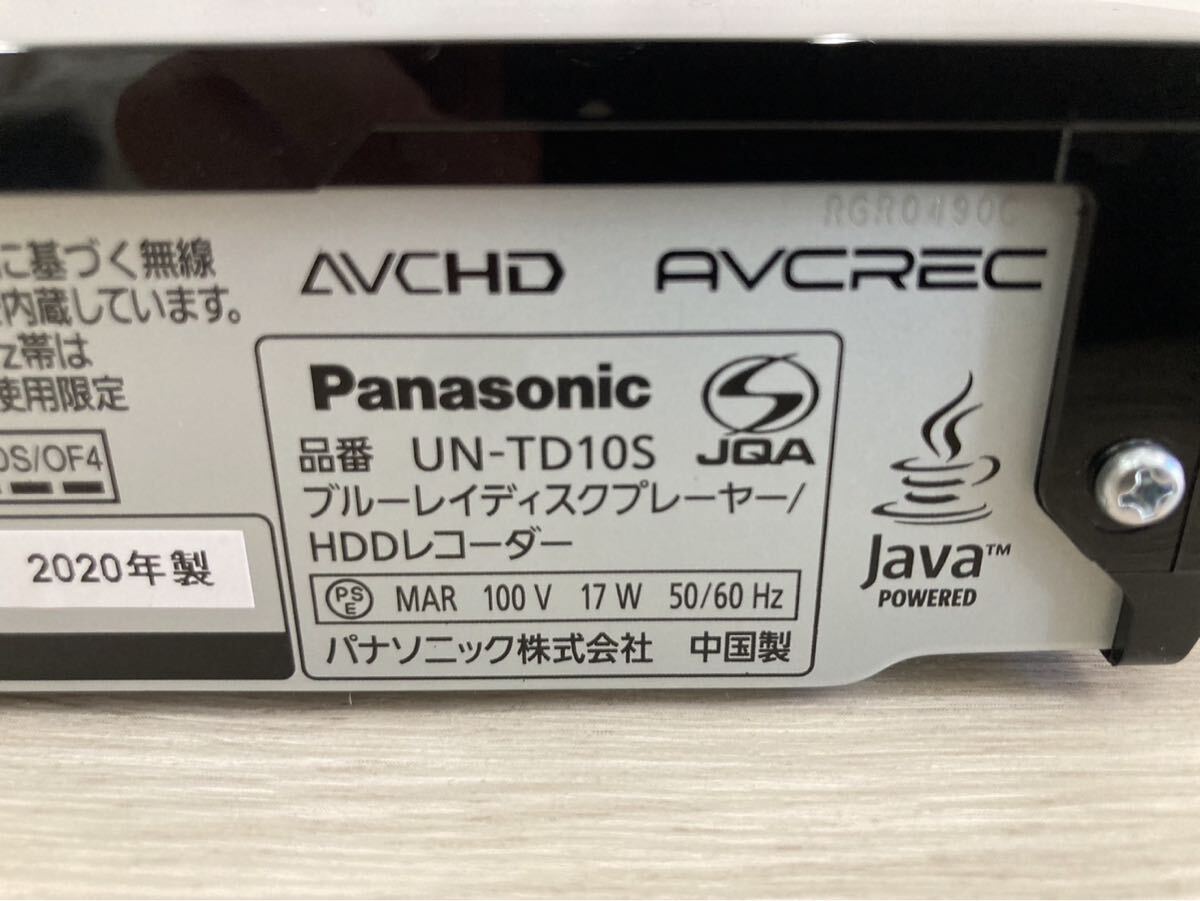 RGR0490C
に基づく無線
内蔵しています。
z帯は
使用限定
DS/OF4
2020年製
AVCHD
AVCREC
Panasonic
JQA
品番 UN-TD10S
ブルーレイディスクプレーヤー/
HDDレコーダー
PSE MAR 100 V 17 W 50/60 Hz
パナソニック株式会社 中国製
Java™
POWERED